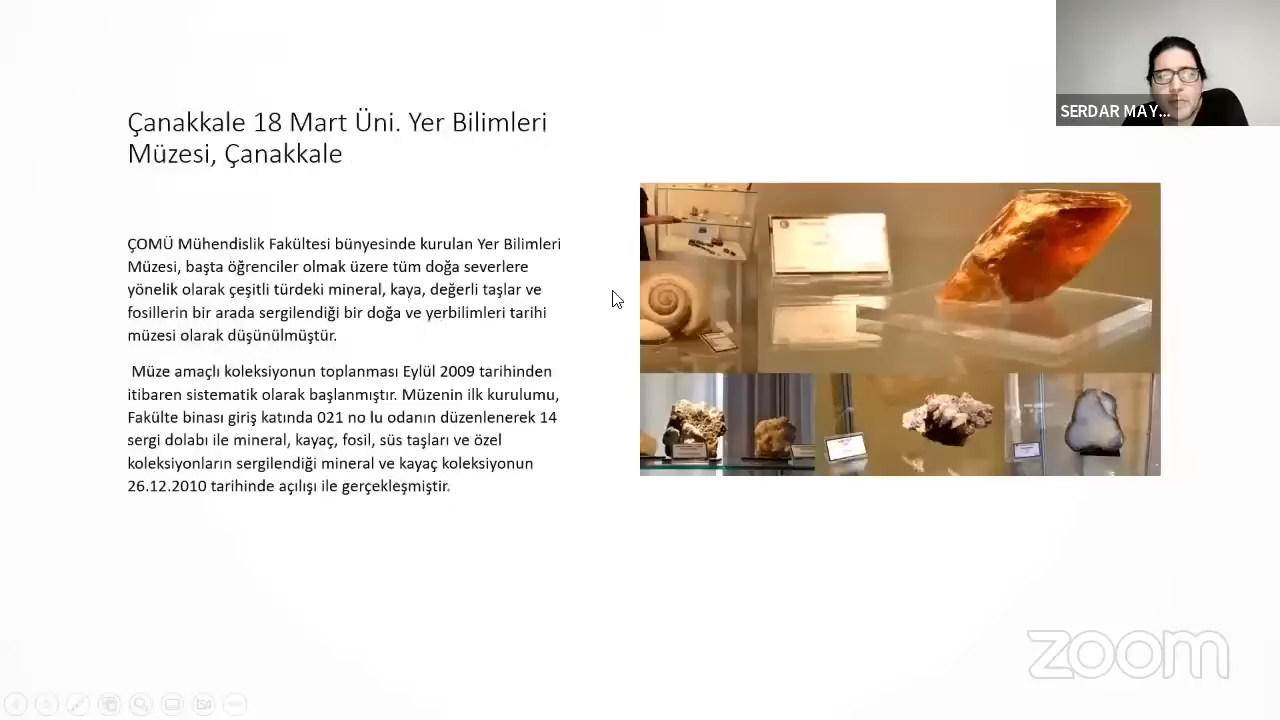 Çanakkale 18 Mart Üni. Yer Bilimleri
Müzesi, Çanakkale
SERDAR MAY...
ÇOMÜ Mühendislik Fakültesi bünyesinde kurulan Yer Bilimleri
Müzesi, başta öğrenciler olmak üzere tüm doğa severlere
yönelik olarak çeşitli türdeki mineral, kaya, değerli taşlar ve
fosillerin bir arada sergilendiği bir doğa ve yerbilimleri tarihi
müzesi olarak düşünülmüştür.
Müze amaçlı koleksiyonun toplanması Eylül 2009 tarihinden
itibaren sistematik olarak başlanmıştır. Müzenin ilk kurulumu,
Fakülte binası giriş katında 021 no lu odanın düzenlenerek 14
sergi dolabı ile mineral, kayaç, fosil, süs taşları ve özel
koleksiyonların sergilendiği mineral ve kayaç koleksiyonun
26.12.2010 tarihinde açılışı ile gerçekleşmiştir.
zoom